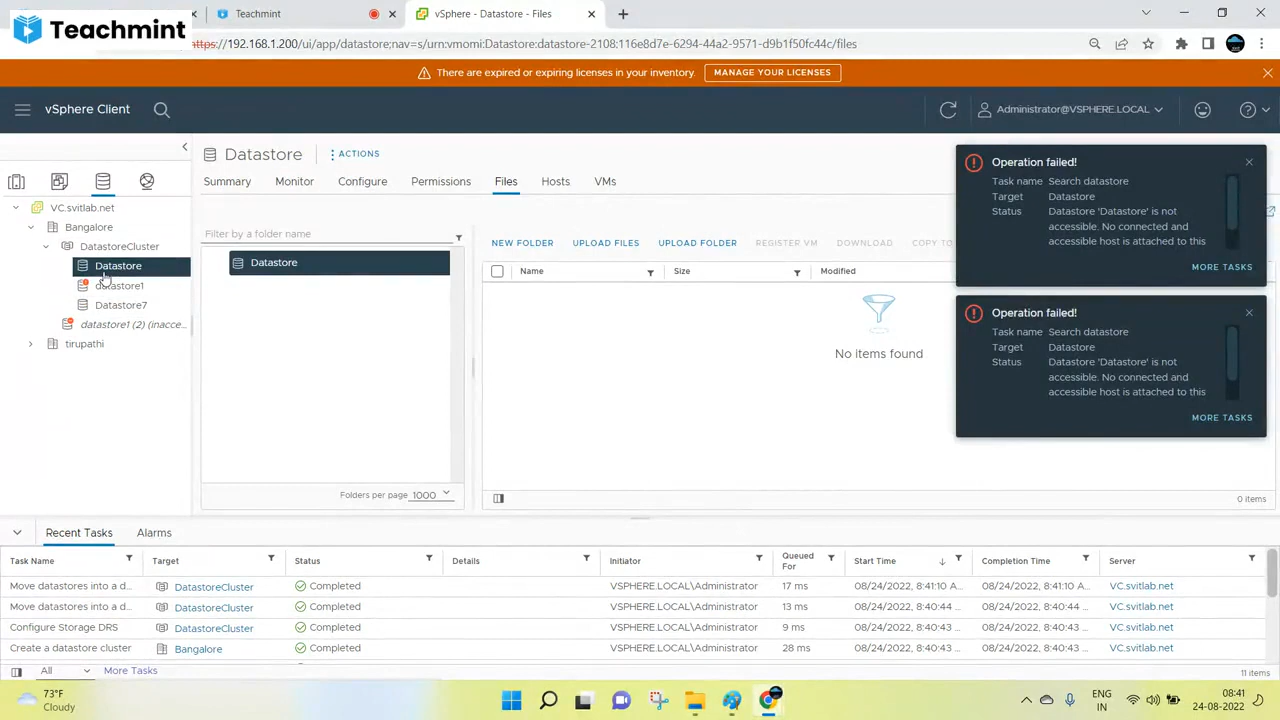 Teachmint
Teachmint
vSphere - Datastore - Files
https://192.168.1.200/ui/app/datastore;nav=s/urn:vmomi:Datastore:datastore-2108:116e8d7e-6294-44a2-9571-d9b1f50fc44c/files
There are expired or expiring licenses in your inventory. MANAGE YOUR LICENSES
vSphere Client
Administrator@VSPHERE.LOCAL
Datastore ACTIONS
Summary Monitor Configure Permissions Files Hosts VMs
VC.svitlab.net
Bangalore
DatastoreCluster
Datastore
datastore1
Datastore7
datastore1 (2) (inacce...
tirupathi
Filter by a folder name
Datastore
Folders per page 1000
NEW FOLDER UPLOAD FILES UPLOAD FOLDER REGISTER VM DOWNLOAD COPY TO
Name Size Modified
No items found
0 items
Operation failed!
Task name Search datastore
Target Datastore
Status Datastore 'Datastore' is not
accessible. No connected and
accessible host is attached to this
MORE TASKS
Operation failed!
Task name Search datastore
Target Datastore
Status Datastore 'Datastore' is not
accessible. No connected and
accessible host is attached to this
MORE TASKS
Recent Tasks Alarms
Task Name Target Status Details Initiator Queued For Start Time Completion Time Server
Move datastores into a d... DatastoreCluster Completed VSPHERE.LOCAL\Administrator 17 ms 08/24/2022, 8:41:10 A... 08/24/2022, 8:41:10 A... VC.svitlab.net
Move datastores into a d... DatastoreCluster Completed VSPHERE.LOCAL\Administrator 13 ms 08/24/2022, 8:40:44 ... 08/24/2022, 8:40:44 ... VC.svitlab.net
Configure Storage DRS DatastoreCluster Completed VSPHERE.LOCAL\Administrator 9 ms 08/24/2022, 8:40:43 ... 08/24/2022, 8:40:43 ... VC.svitlab.net
Create a datastore cluster Bangalore Completed VSPHERE.LOCAL\Administrator 28 ms 08/24/2022, 8:40:43 ... 08/24/2022, 8:40:43 ... VC.svitlab.net
All More Tasks
11 items
73°F
Cloudy
ENG
IN
08:41
24-08-2022